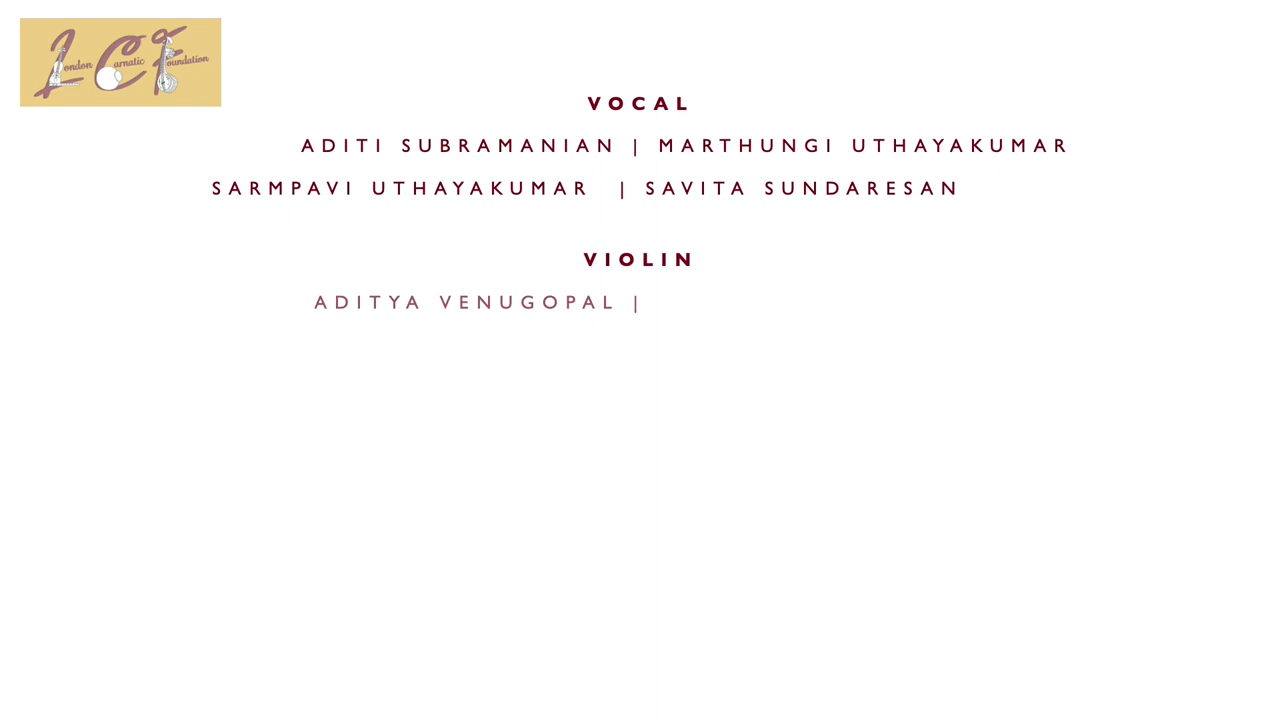 London Carnatic Foundation
VOCAL
ADITI SUBRAMANIAN | MARTHUNGI UTHAYAKUMAR
SARMPAVI UTHAYAKUMAR | SAVITA SUNDARESAN
VIOLIN
ADITYA VENUGOPAL |